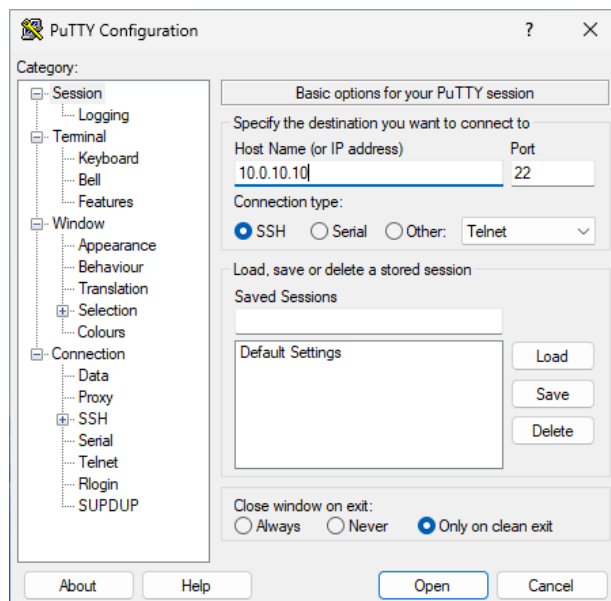 PuTTY Configuration
?
Category:
Session
Logging
Terminal
Keyboard
Bell
Features
Window
Appearance
Behaviour
Translation
Selection
Colours
Connection
Data
Proxy
SSH
Serial
Telnet
Rlogin
SUPDUP
Basic options for your PuTTY session
Specify the destination you want to connect to
Host Name (or IP address) Port
10.0.10.10 22
Connection type:
SSH Serial Other: Telnet
Load, save or delete a stored session
Saved Sessions
Default Settings
Load
Save
Delete
Close window on exit:
Always Never Only on clean exit
About Help Open Cancel